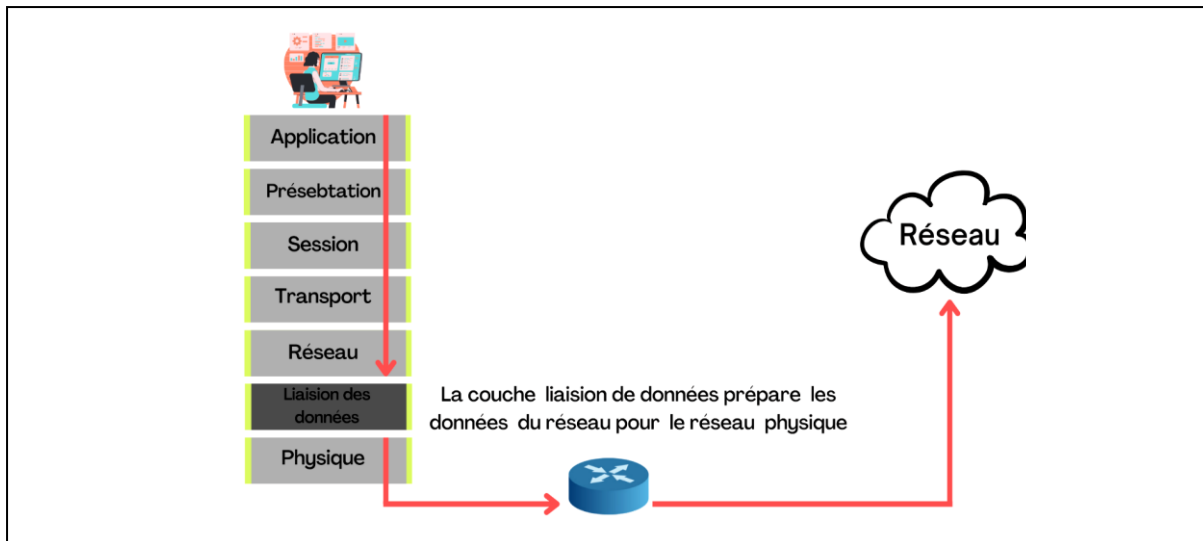 Application
Présebtation
Session
Transport
Réseau
Liaision des
données
Physique
La couche liaision de données prépare les
données du réseau pour le réseau physique
Réseau